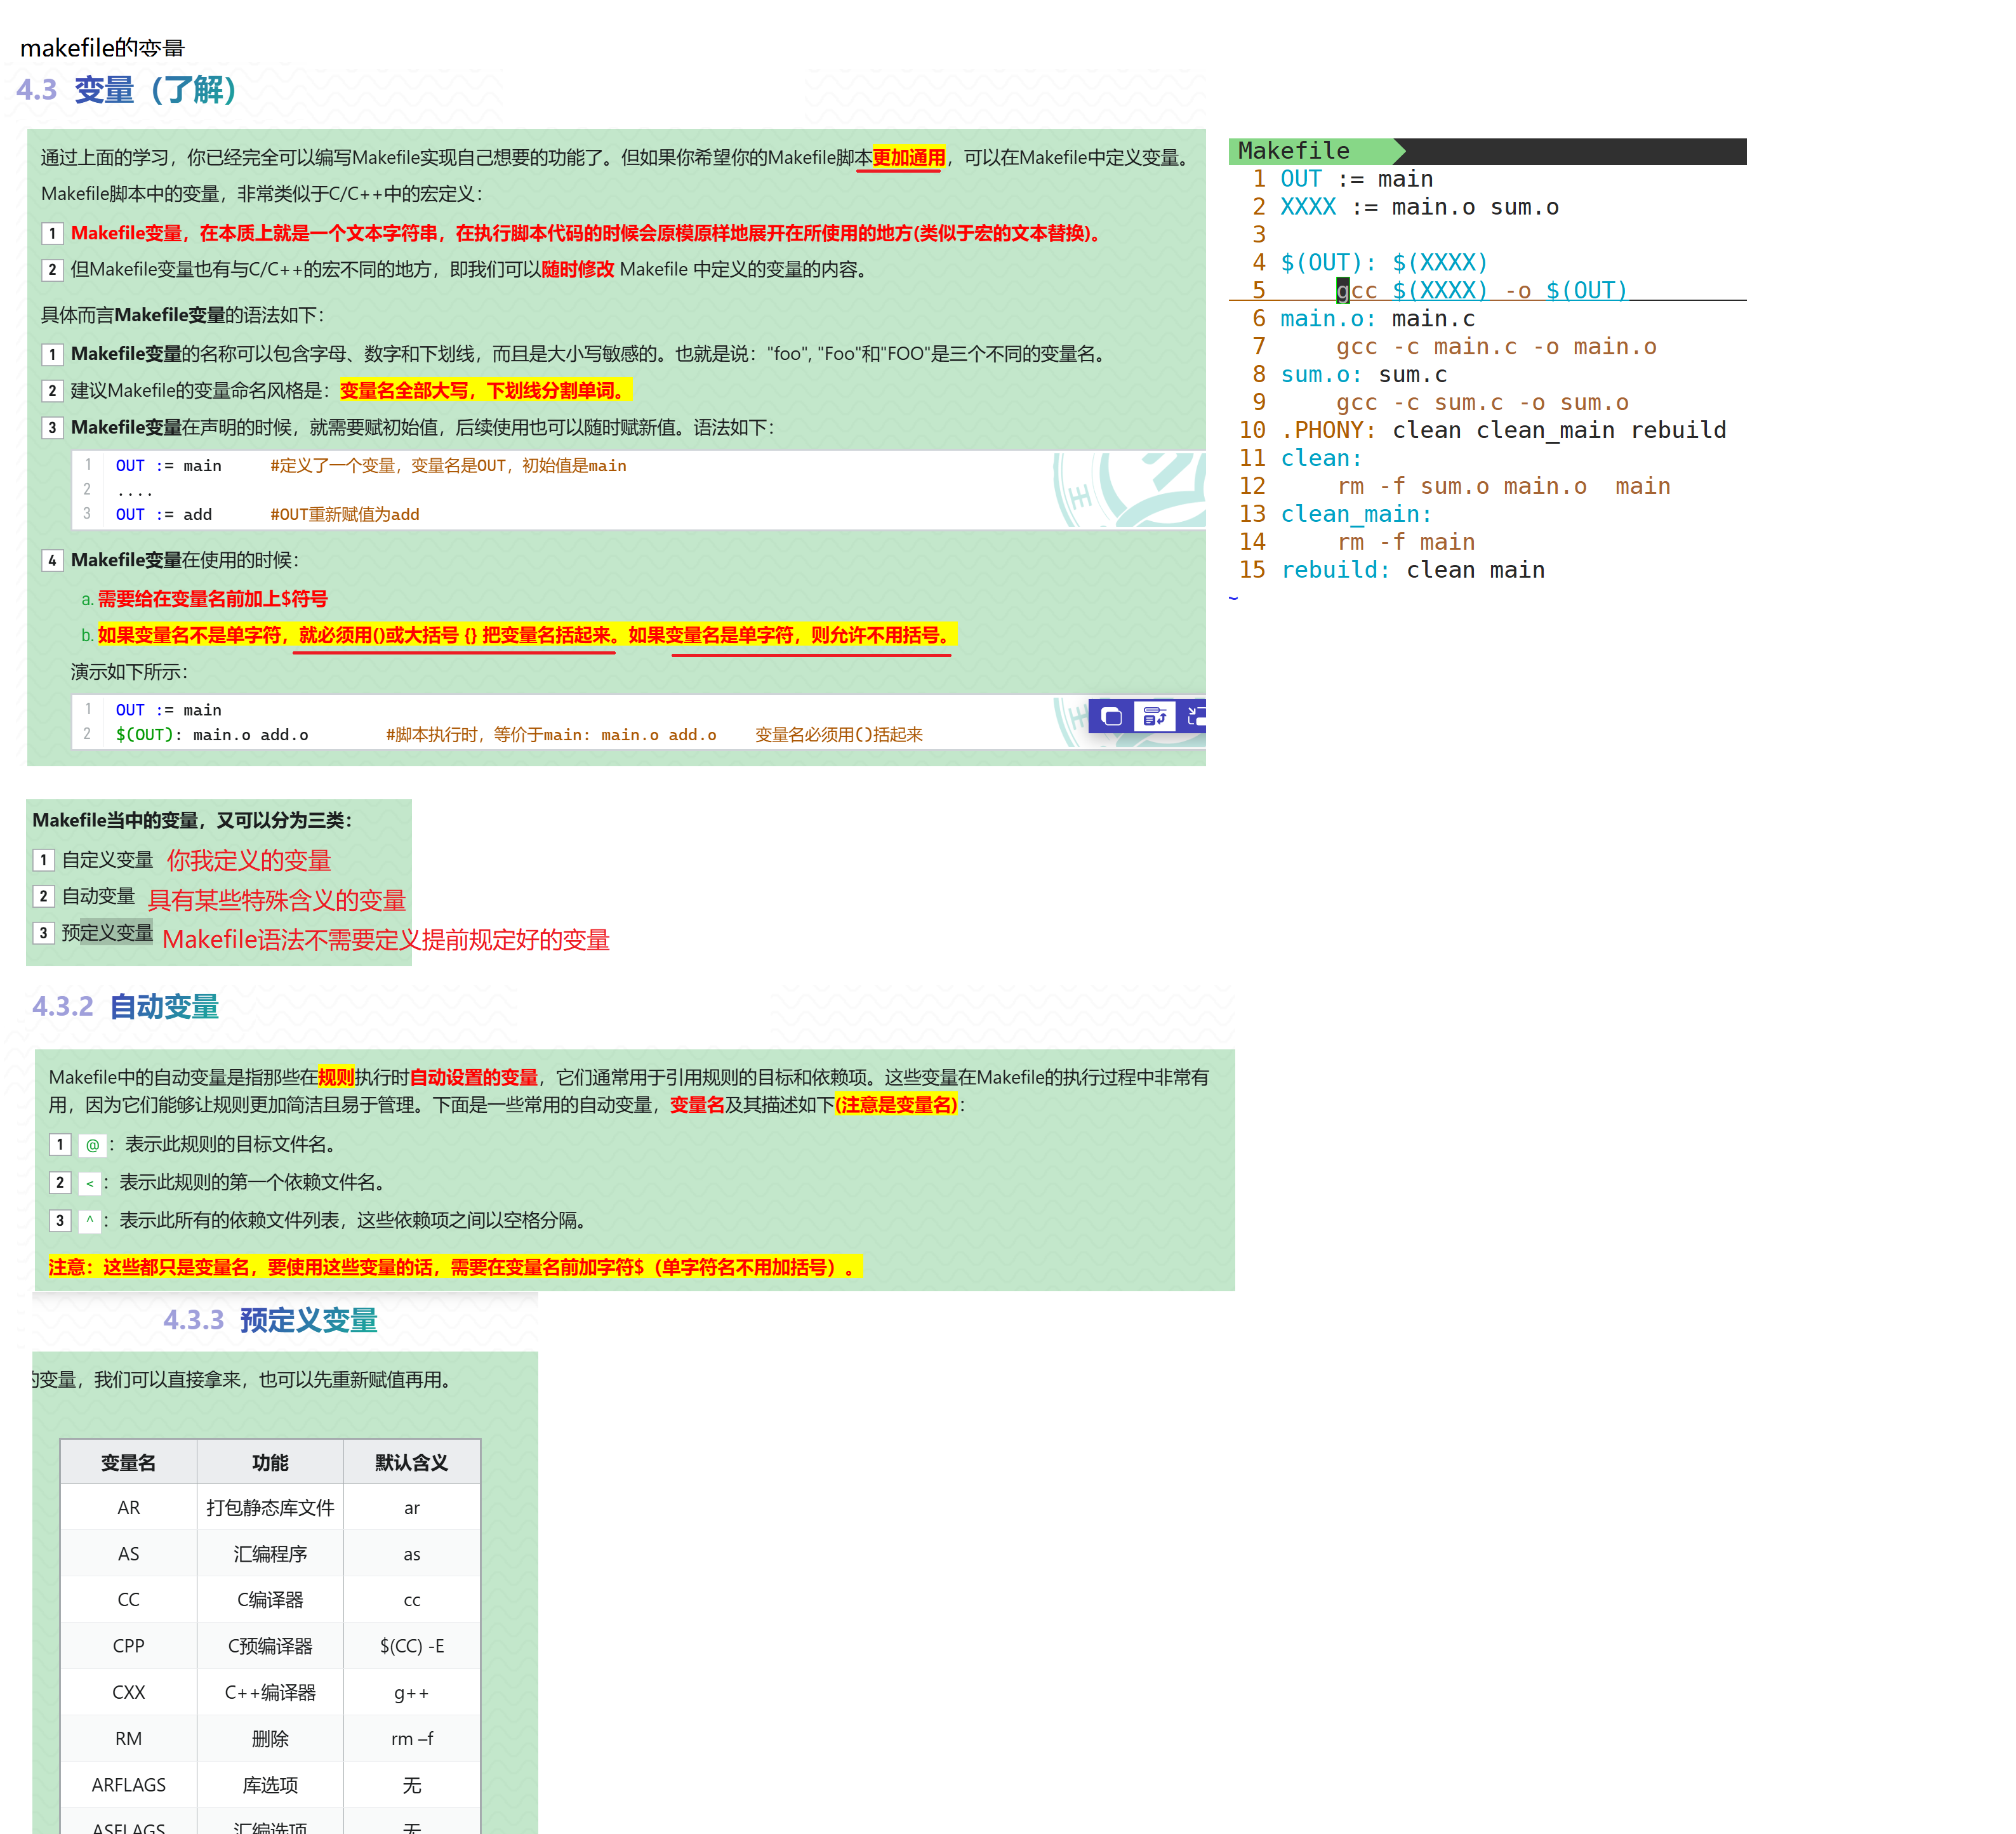 makefile的变量
4.3 变量（了解）
通过上面的学习，你已经完全可以编写Makefile实现自己想要的功能了。但如果你希望你的Makefile脚本更加通用，可以在Makefile中定义变量。
Makefile脚本中的变量，非常类似于C/C++中的宏定义：
1 Makefile变量，在本质上就是一个文本字符串，在执行脚本代码的时候会原模原样地展开在所使用的地方(类似于宏的文本替换)。
2 但Makefile变量也有与C/C++的宏不同的地方，即我们可以随时修改 Makefile 中定义的变量的内容。
具体而言Makefile变量的语法如下：
1 Makefile变量的名称可以包含字母、数字和下划线，而且是大小写敏感的。也就是说："foo", "Foo"和"FOO"是三个不同的变量名。
2 建议Makefile的变量命名风格是：变量名全部大写，下划线分割单词。
3 Makefile变量在声明的时候，就需要赋初始值，后续使用也可以随时赋新值。语法如下：
1 OUT := main #定义了一个变量，变量名是OUT，初始值是main
2 ....
3 OUT := add #OUT重新赋值为add
王
4 Makefile变量在使用的时候：
a. 需要给在变量名前加上$符号
b. 如果变量名不是单字符，就必须用()或大括号 {} 把变量名括起来。如果变量名是单字符，则允许不用括号。
演示如下所示：
1 OUT := main
2 $(OUT): main.o add.o #脚本执行时，等价于main: main.o add.o 变量名必须用()括起来
Makefile
1 OUT := main
2 XXXX := main.o sum.o
3
4 $(OUT): $(XXXX)
5 gcc $(XXXX) -o $(OUT)
6 main.o: main.c
7 gcc -c main.c -o main.o
8 sum.o: sum.c
9 gcc -c sum.c -o sum.o
10 .PHONY: clean clean_main rebuild
11 clean:
12 rm -f sum.o main.o  main
13 clean_main:
14 rm -f main
15 rebuild: clean main
~
Makefile当中的变量，又可以分为三类：
1 自定义变量 你我定义的变量
2 自动变量 具有某些特殊含义的变量
3 预定义变量 Makefile语法不需要定义提前规定好的变量
4.3.2 自动变量
Makefile中的自动变量是指那些在规则执行时自动设置的变量，它们通常用于引用规则的目标和依赖项。这些变量在Makefile的执行过程中非常有
用，因为它们能够让规则更加简洁且易于管理。下面是一些常用的自动变量，变量名及其描述如下(注意是变量名)：
1 @ ：表示此规则的目标文件名。
2 < ：表示此规则的第一个依赖文件名。
3 ^ ：表示此所有的依赖文件列表，这些依赖项之间以空格分隔。
注意：这些都只是变量名，要使用这些变量的话，需要在变量名前加字符$（单字符名不用加括号）。
4.3.3 预定义变量
的变量，我们可以直接拿来，也可以先重新赋值再用。
变量名 功能 默认含义
AR 打包静态库文件 ar
AS 汇编程序 as
CC C编译器 cc
CPP C预编译器 $(CC) -E
CXX C++编译器 g++
RM 删除 rm –f
ARFLAGS 库选项 无
ASFLAGS 汇编选项 无